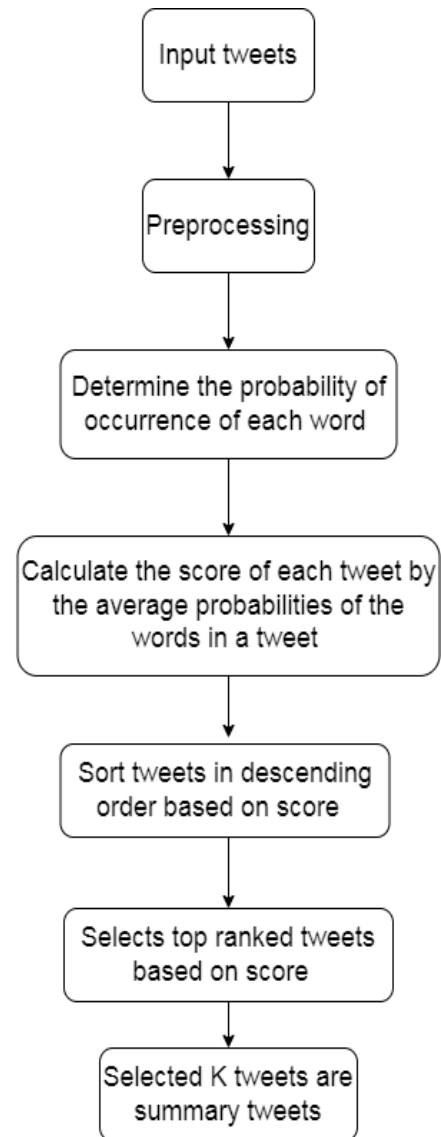 Input tweets
Preprocessing
Determine the probability of
occurrence of each word
Calculate the score of each tweet by
the average probabilities of the
words in a tweet
Sort tweets in descending
order based on score
Selects top ranked tweets
based on score
Selected K tweets are
summary tweets